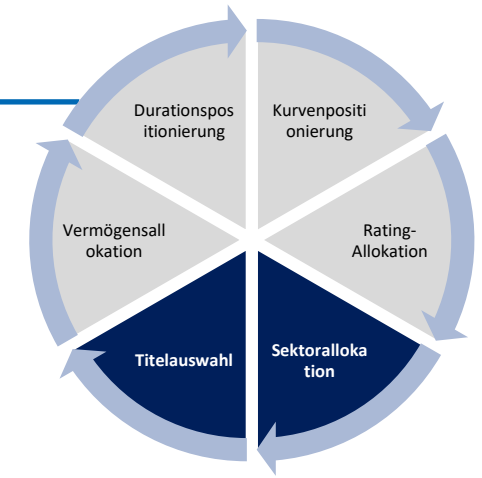 Durationspos
itionierung
Kurvenpositi
onierung
Vermögensall
okation
Rating-
Allokation
Titelauswahl
Sektoralloka
tion